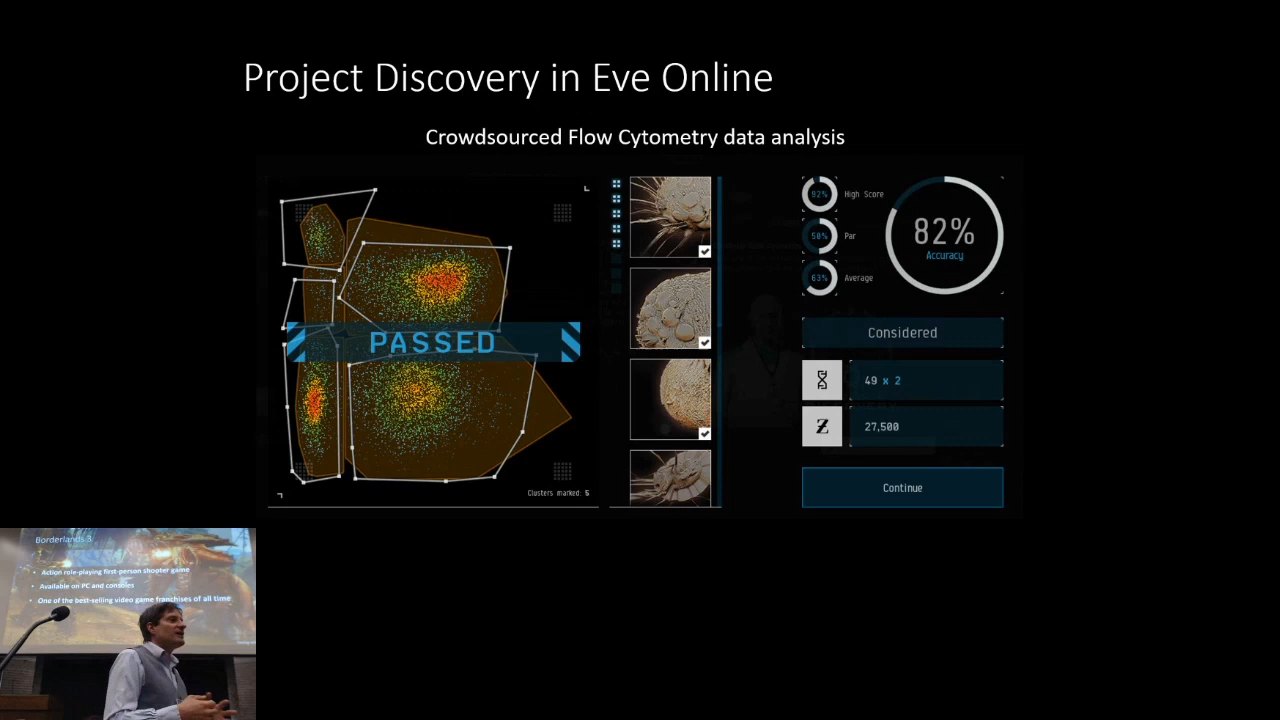 Project Discovery in Eve Online
Crowdsourced Flow Cytometry data analysis
PASSED
Clusters marked: 5
92% High Score
50% Par
63% Average
82%
Accuracy
Considered
49 x 2
27,500
Continue
Borderlands 3
• Action role-playing first-person shooter game
• Available on PC and consoles
• One of the best-selling video game franchises of all time